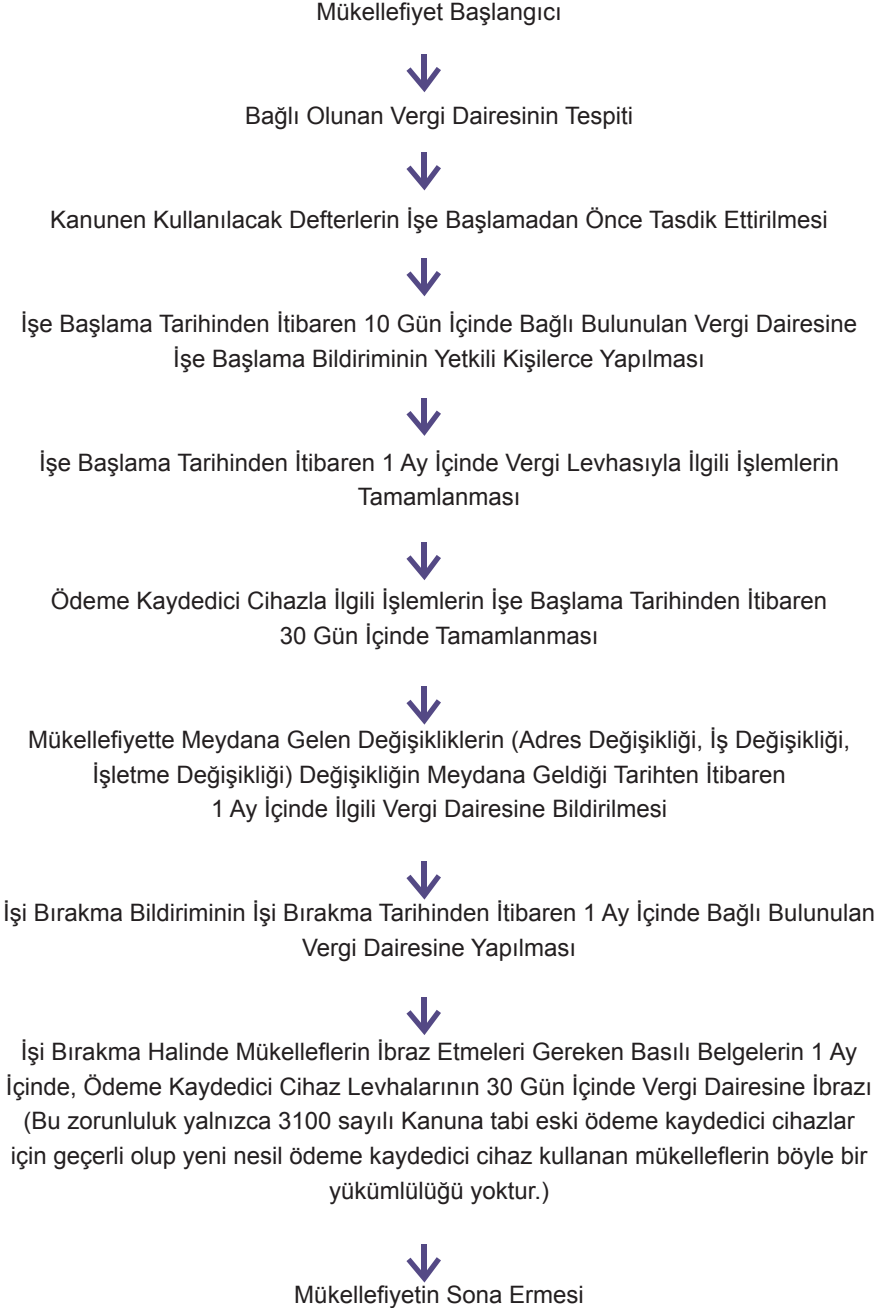 Mükellefiyet Başlangıcı
Bağlı Olunan Vergi Dairesinin Tespiti
Kanunen Kullanılacak Defterlerin İşe Başlamadan Önce Tasdik Ettirilmesi
İşe Başlama Tarihinden İtibaren 10 Gün İçinde Bağlı Bulunulan Vergi Dairesine
İşe Başlama Bildiriminin Yetkili Kişilerce Yapılması
İşe Başlama Tarihinden İtibaren 1 Ay İçinde Vergi Levhasıyla İlgili İşlemlerin
Tamamlanması
Ödeme Kaydedici Cihazla İlgili İşlemlerin İşe Başlama Tarihinden İtibaren
30 Gün İçinde Tamamlanması
Mükellefiyette Meydana Gelen Değişikliklerin (Adres Değişikliği, İş Değişikliği,
İşletme Değişikliği) Değişikliğin Meydana Geldiği Tarihten İtibaren
1 Ay İçinde İlgili Vergi Dairesine Bildirilmesi
İşi Bırakma Bildiriminin İşi Bırakma Tarihinden İtibaren 1 Ay İçinde Bağlı Bulunulan
Vergi Dairesine Yapılması
İşi Bırakma Halinde Mükelleflerin İbraz Etmeleri Gereken Basılı Belgelerin 1 Ay
İçinde, Ödeme Kaydedici Cihaz Levhalarının 30 Gün İçinde Vergi Dairesine İbrazı
(Bu zorunluluk yalnızca 3100 sayılı Kanuna tabi eski ödeme kaydedici cihazlar
için geçerli olup yeni nesil ödeme kaydedici cihaz kullanan mükelleflerin böyle bir
yükümlülüğü yoktur.)
Mükellefiyetin Sona Ermesi